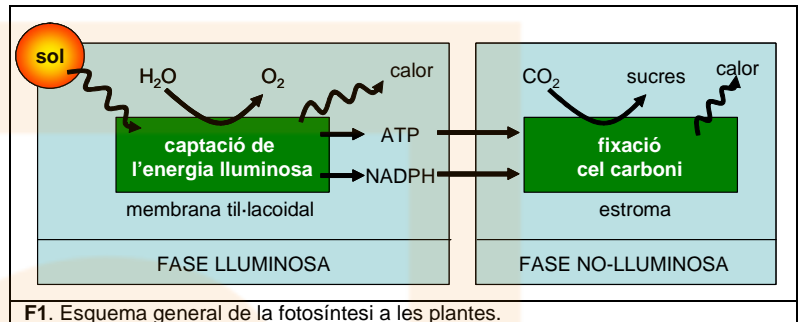 sol
H2O
O2
calor
CO2
sucres
calor
captació de
l'energia lluminosa
ATP
NADPH
fixació
cel carboni
membrana til·lacoidal
estroma
FASE LLUMINOSA
FASE NO-LLUMINOSA
F1. Esquema general de la fotosíntesi a les plantes.